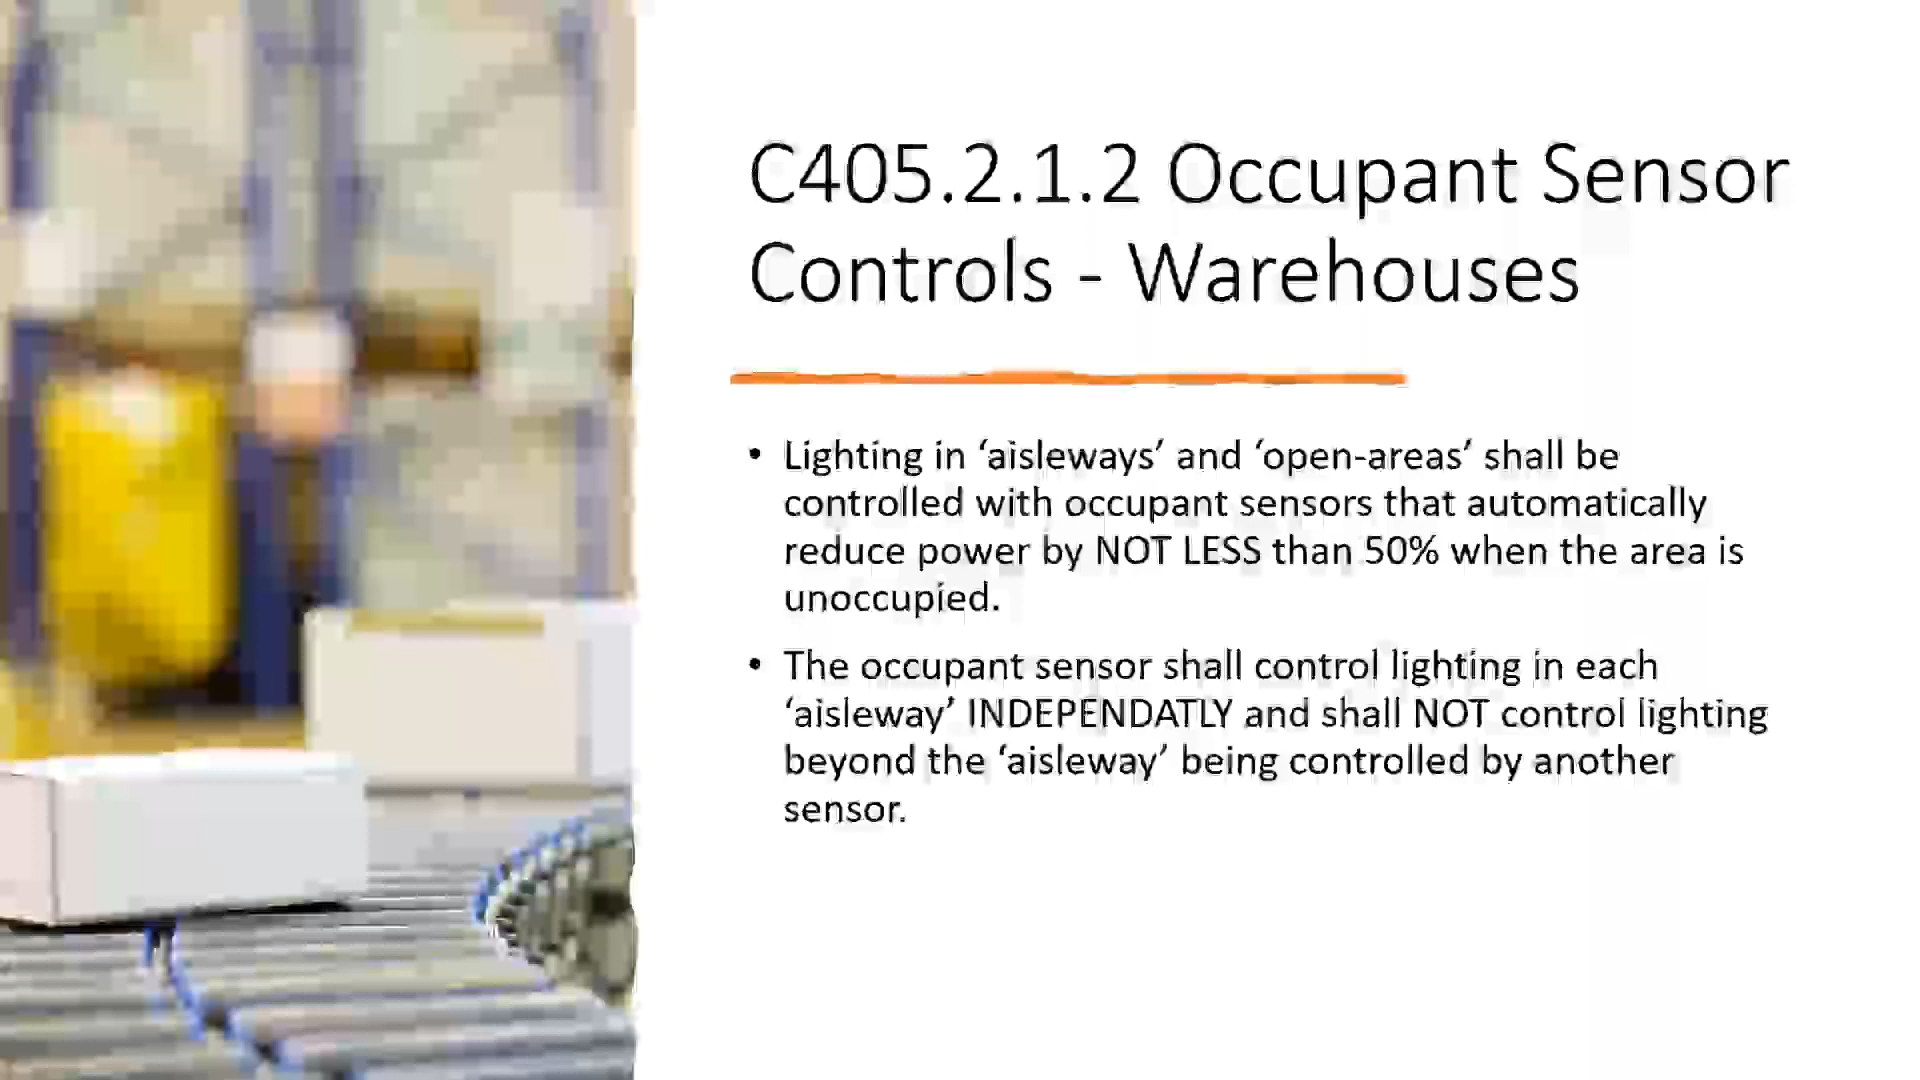 C405.2.1.2 Occupant Sensor
Controls - Warehouses
• Lighting in ‘aisleways’ and ‘open-areas’ shall be
controlled with occupant sensors that automatically
reduce power by NOT LESS than 50% when the area is
unoccupied.
• The occupant sensor shall control lighting in each
‘aisleway’ INDEPENDATLY and shall NOT control lighting
beyond the ‘aisleway’ being controlled by another
sensor.